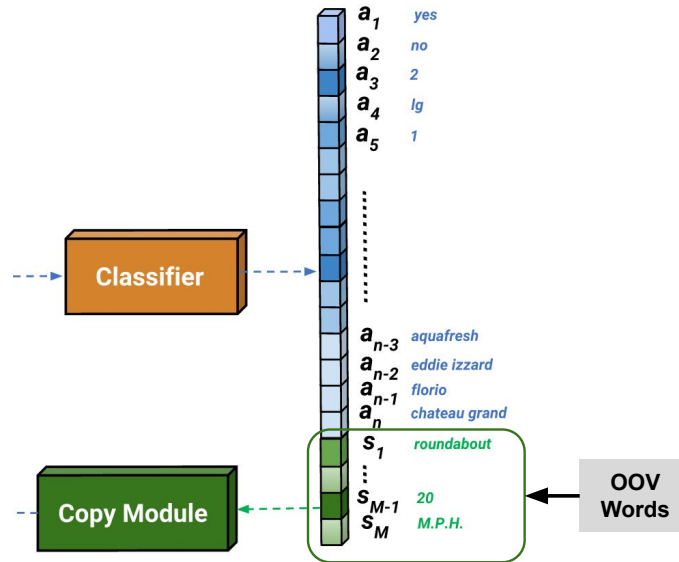 a1 yes
a2 no
a3 2
a4 lg
a5 1
Classifier
an-3 aquafresh
an-2 eddie izzard
an-1 florio
an chateau grand
s1 roundabout
sM-1 20
sM M.P.H.
Copy Module
OOV
Words